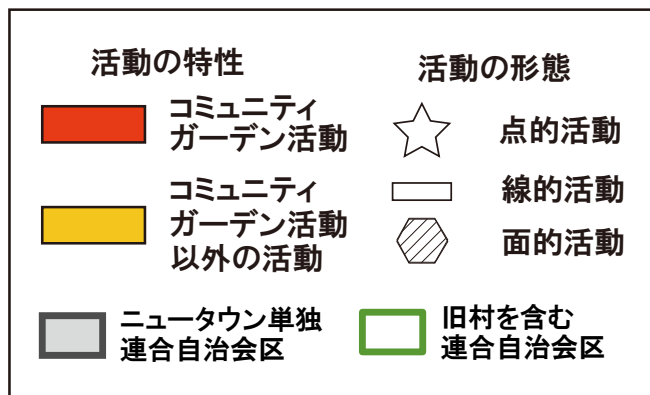 活動の特性
コミュニティ
ガーデン活動
コミュニティ
ガーデン活動
以外の活動
活動の形態
点的活動
線的活動
面的活動
ニュータウン単独
連合自治会区
旧村を含む
連合自治会区